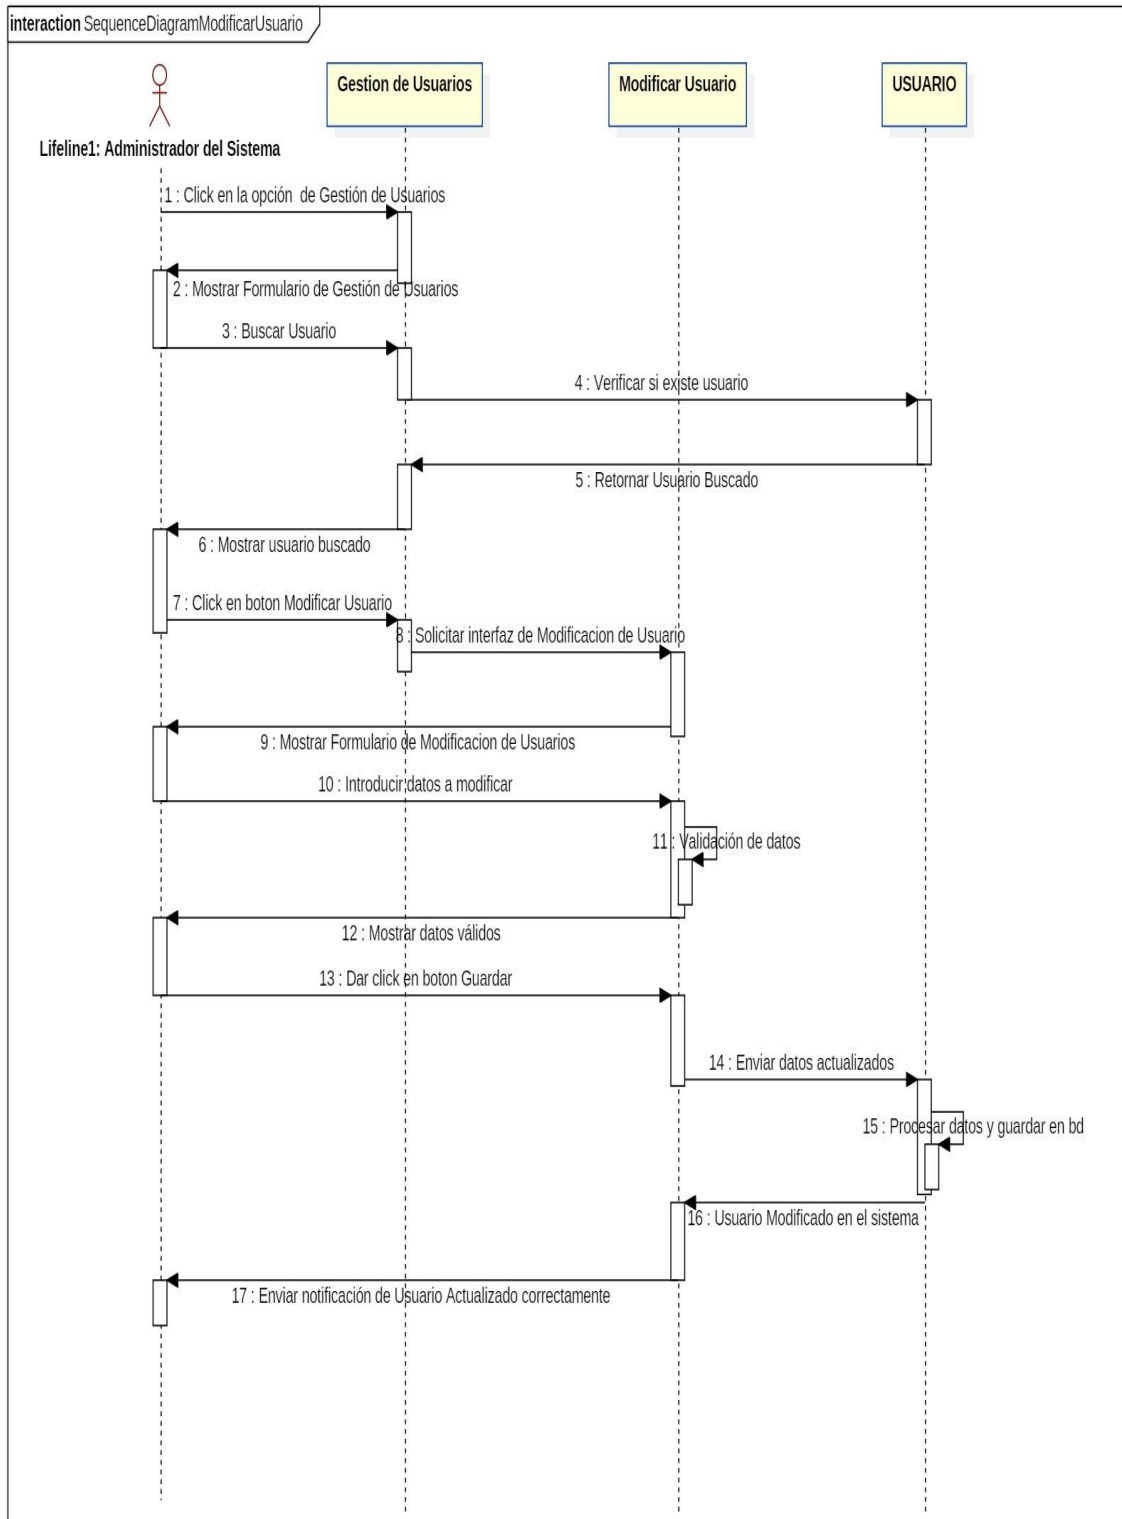 interaction SequenceDiagramModificarUsuario
Gestion de Usuarios
Modificar Usuario
USUARIO
Lifeline1: Administrador del Sistema
1 : Click en la opción de Gestión de Usuarios
2 : Mostrar Formulario de Gestión de Usuarios
3 : Buscar Usuario
4 : Verificar si existe usuario
5 : Retornar Usuario Buscado
6 : Mostrar usuario buscado
7 : Click en boton Modificar Usuario
8 : Solicitar interfaz de Modificacion de Usuario
9 : Mostrar Formulario de Modificacion de Usuarios
10 : Introducir datos a modificar
11 : Validación de datos
12 : Mostrar datos válidos
13 : Dar click en boton Guardar
14 : Enviar datos actualizados
15 : Procesar datos y guardar en bd
16 : Usuario Modificado en el sistema
17 : Enviar notificación de Usuario Actualizado correctamente